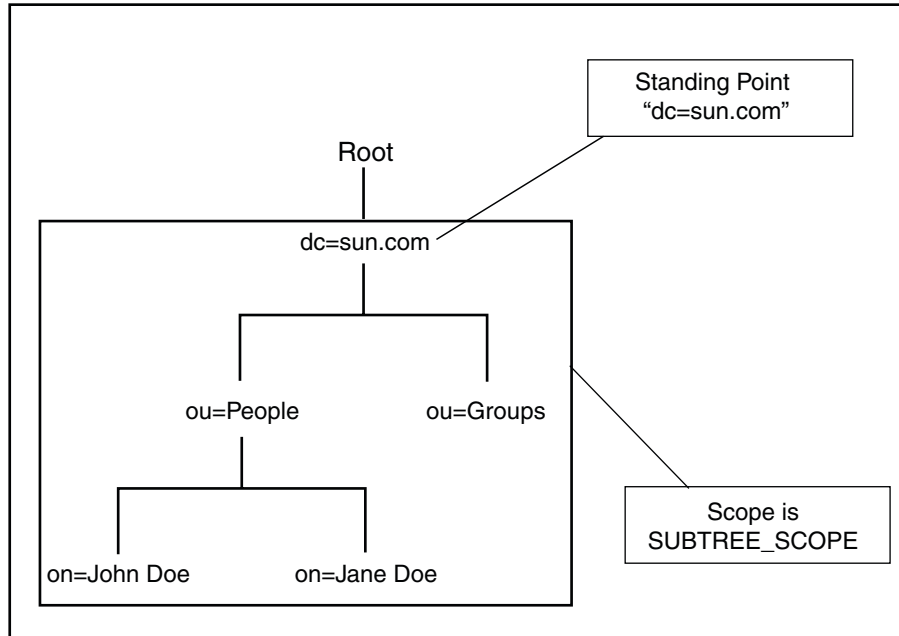 Standing Point
“dc=sun.com”
Root
dc=sun.com
ou=People
ou=Groups
Scope is
SUBTREE_SCOPE
on=John Doe
on=Jane Doe